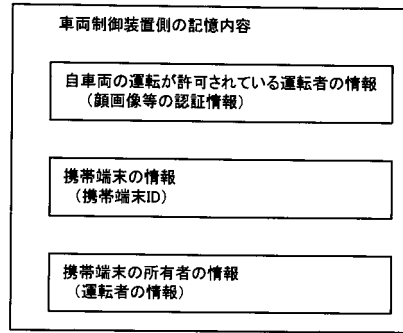 車両制御装置側の記憶内容
自車両の運転が許可されている運転者の情報
（顔画像等の認証情報）
携帯端末の情報
（携帯端末ID）
携帯端末の所有者の情報
（運転者の情報）